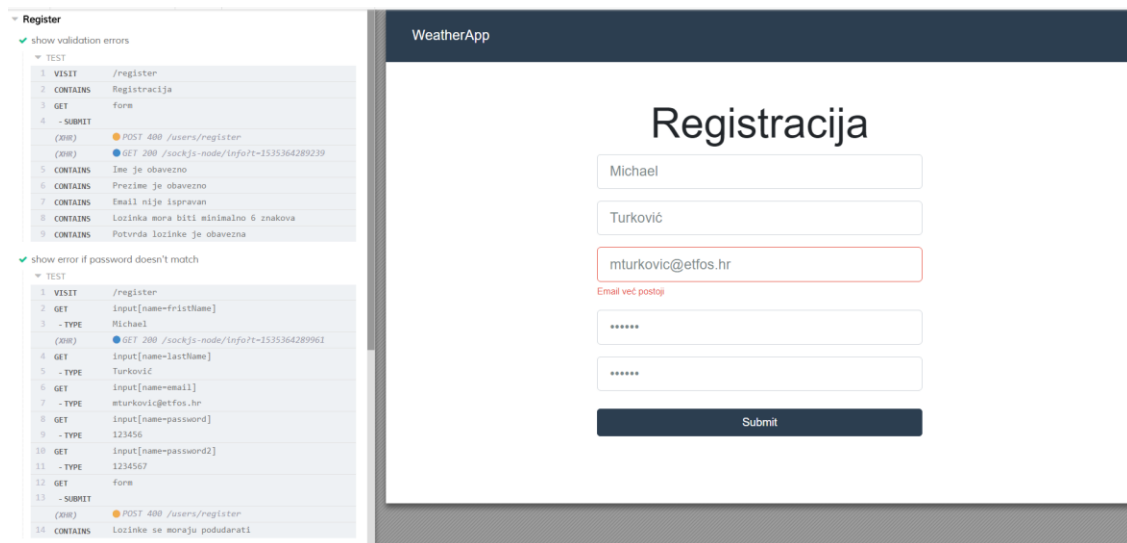 Register
show validation errors
TEST
1 VISIT /register
2 CONTAINS Registracija
3 GET form
4 - SUBMIT
(XHR) POST 400 /users/register
(XHR) GET 200 /sockjs-node/info?t=1535364289239
5 CONTAINS Ime je obavezno
6 CONTAINS Prezime je obavezno
7 CONTAINS Email nije ispravan
8 CONTAINS Lozinka mora biti minimalno 6 znakova
9 CONTAINS Potvrda lozinke je obavezna
show error if password doesn't match
TEST
1 VISIT /register
2 GET input[name=fristName]
3 - TYPE Michael
(XHR) GET 200 /sockjs-node/info?t=1535364289961
4 GET input[name=lastName]
5 - TYPE Turković
6 GET input[name=email]
7 - TYPE mturkovic@etfos.hr
8 GET input[name=password]
9 - TYPE 123456
10 GET input[name=password2]
11 - TYPE 1234567
12 GET form
13 - SUBMIT
(XHR) POST 400 /users/register
14 CONTAINS Lozinke se moraju podudarati
WeatherApp
Registracija
Michael
Turković
mturkovic@etfos.hr
Email već postoji
••••••
••••••
Submit